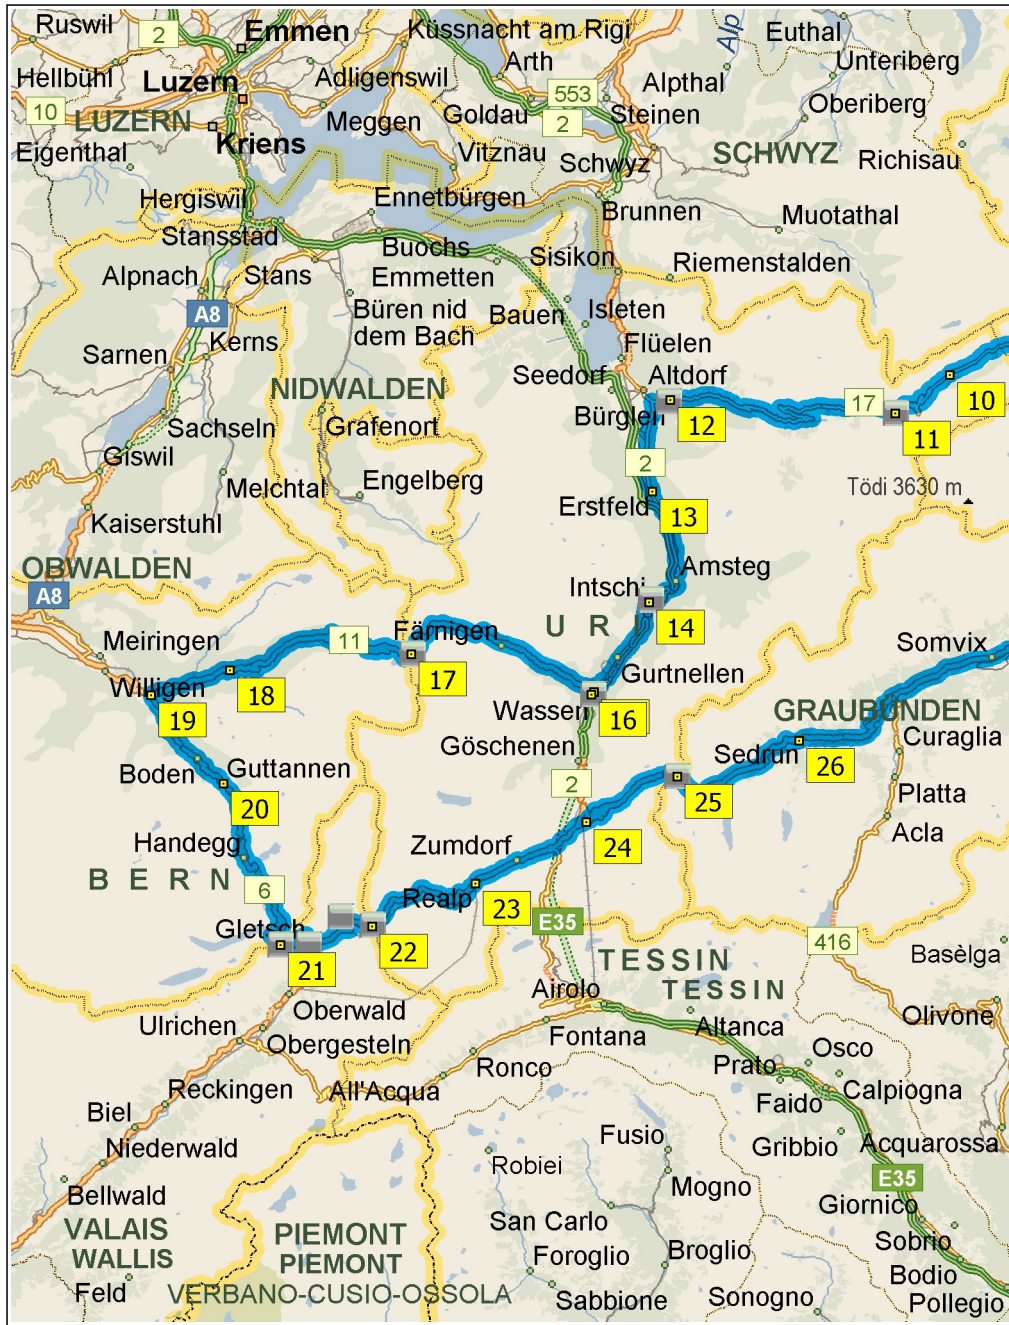 Ruswil
2
Emmen
Küssnacht am Rigi
Alp
Euthal
Hellbühl
Luzern
Adligenswil
Arth
Alpthal
Unteriberg
10
LUZERN
Meggen
Goldau
553
2
Steinen
Oberiberg
Eigenthal
Kriens
Vitznau
Schwyz
SCHWYZ
Richisau
Hergiswil
Ennetbürgen
Brunnen
Muotathal
Stansstad
Buochs
Sisikon
Alpnach
Stans
Emmetten
Riemenstalden
A8
Büren nid
dem Bach
Bauen
Isleten
Sarnen
Kerns
Flüelen
NIDWALDEN
Seedorf
Altdorf
17
10
Sachseln
Grafenort
Bürglen
12
11
Giswil
Melchtal
Engelberg
2
Tödi 3630 m
Kaiserstuhl
Erstfeld
13
OBWALDEN
A8
Intschi
Amsteg
Meiringen
11
Färnigen
URI
14
Somvix
Willigen
18
17
Gurtnellen
19
Wassen
16
GRAUBÜNDEN
Göschenen
Sedrun
26
Curaglia
Boden
Guttannen
2
25
Platta
20
Handegg
Zumdorf
24
Acla
BERN
6
Realp
23
E35
Gletsch
21
22
416
Basèlga
TESSIN
TESSIN
Oberwald
Airolo
Olivone
Ulrichen
Obergesteln
Fontana
Altanca
Ronco
Prato
Osco
Reckingen
All'Acqua
Calpiogna
Biel
Faido
Niederwald
Fusio
Gribbio
Acquarossa
Robiei
E35
Bellwald
Mogno
Giornico
VALAIS
WALLIS
PIEMONT
PIEMONT
San Carlo
Foroglio
Broglio
Sobrio
Feld
VERBANO-CUSIO-OSSOLA
Sabbione
Sonogno
Bodio
Pollegio